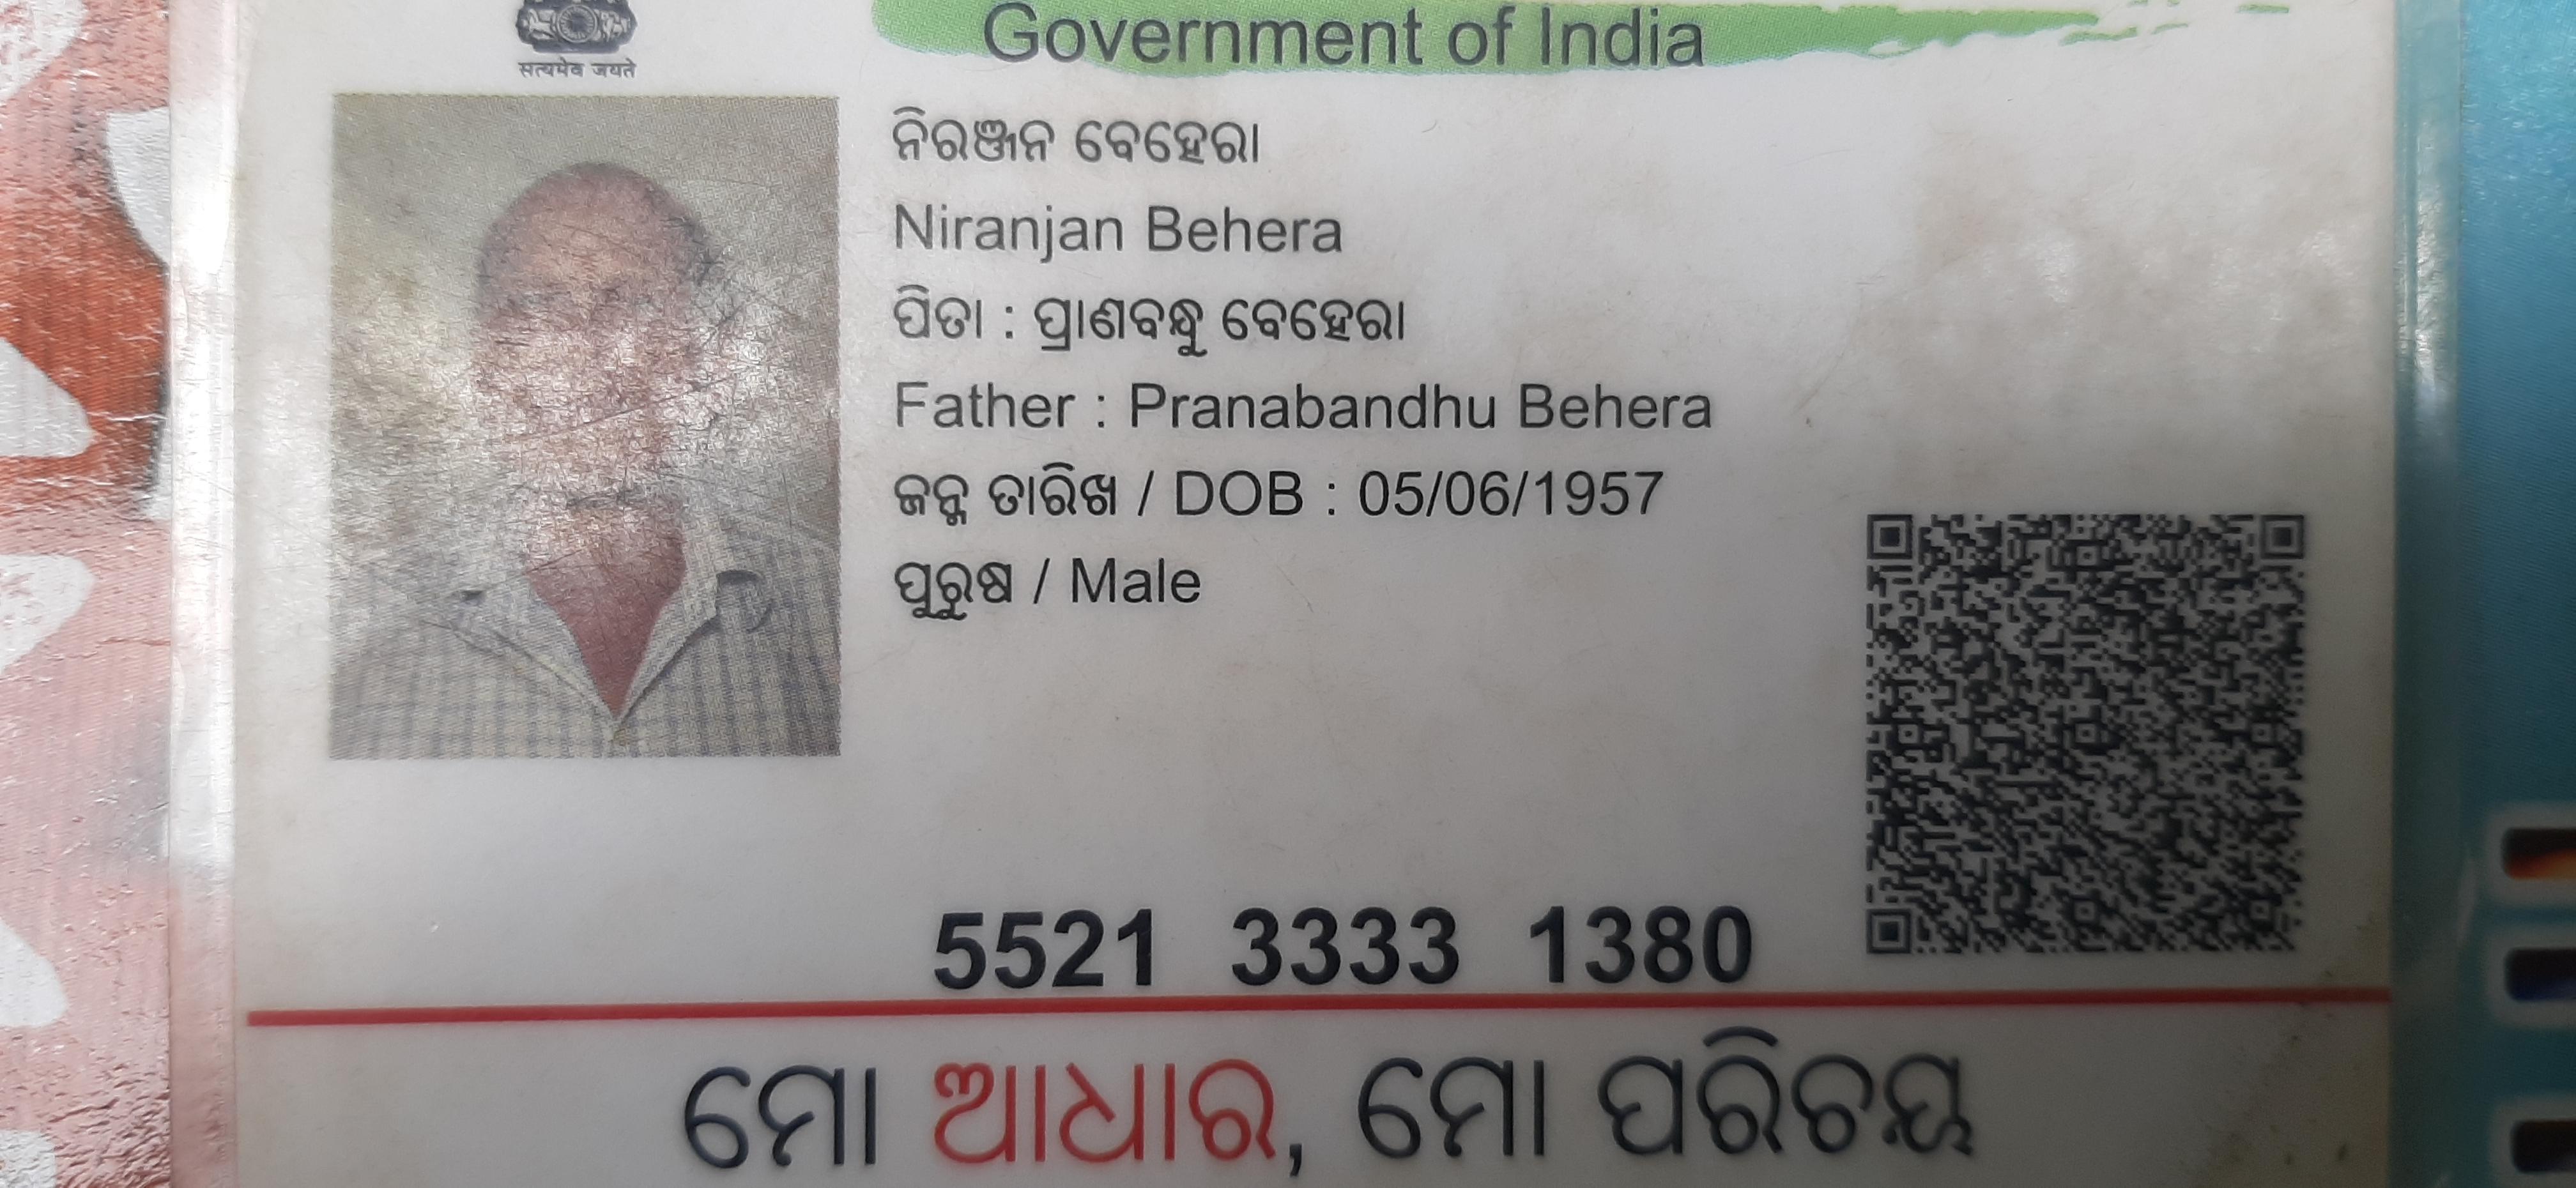 सत्यमेव जयते
Government of India
ନିରଞ୍ଜନ ବେହେରା
Niranjan Behera
ପିତା : ପ୍ରାଣବନ୍ଧୁ ବେହେରା
Father : Pranabandhu Behera
ଜନ୍ମ ତାରିଖ / DOB : 05/06/1957
ପୁରୁଷ / Male
5521 3333 1380
ମୋ ଆଧାର, ମୋ ପରିଚୟ